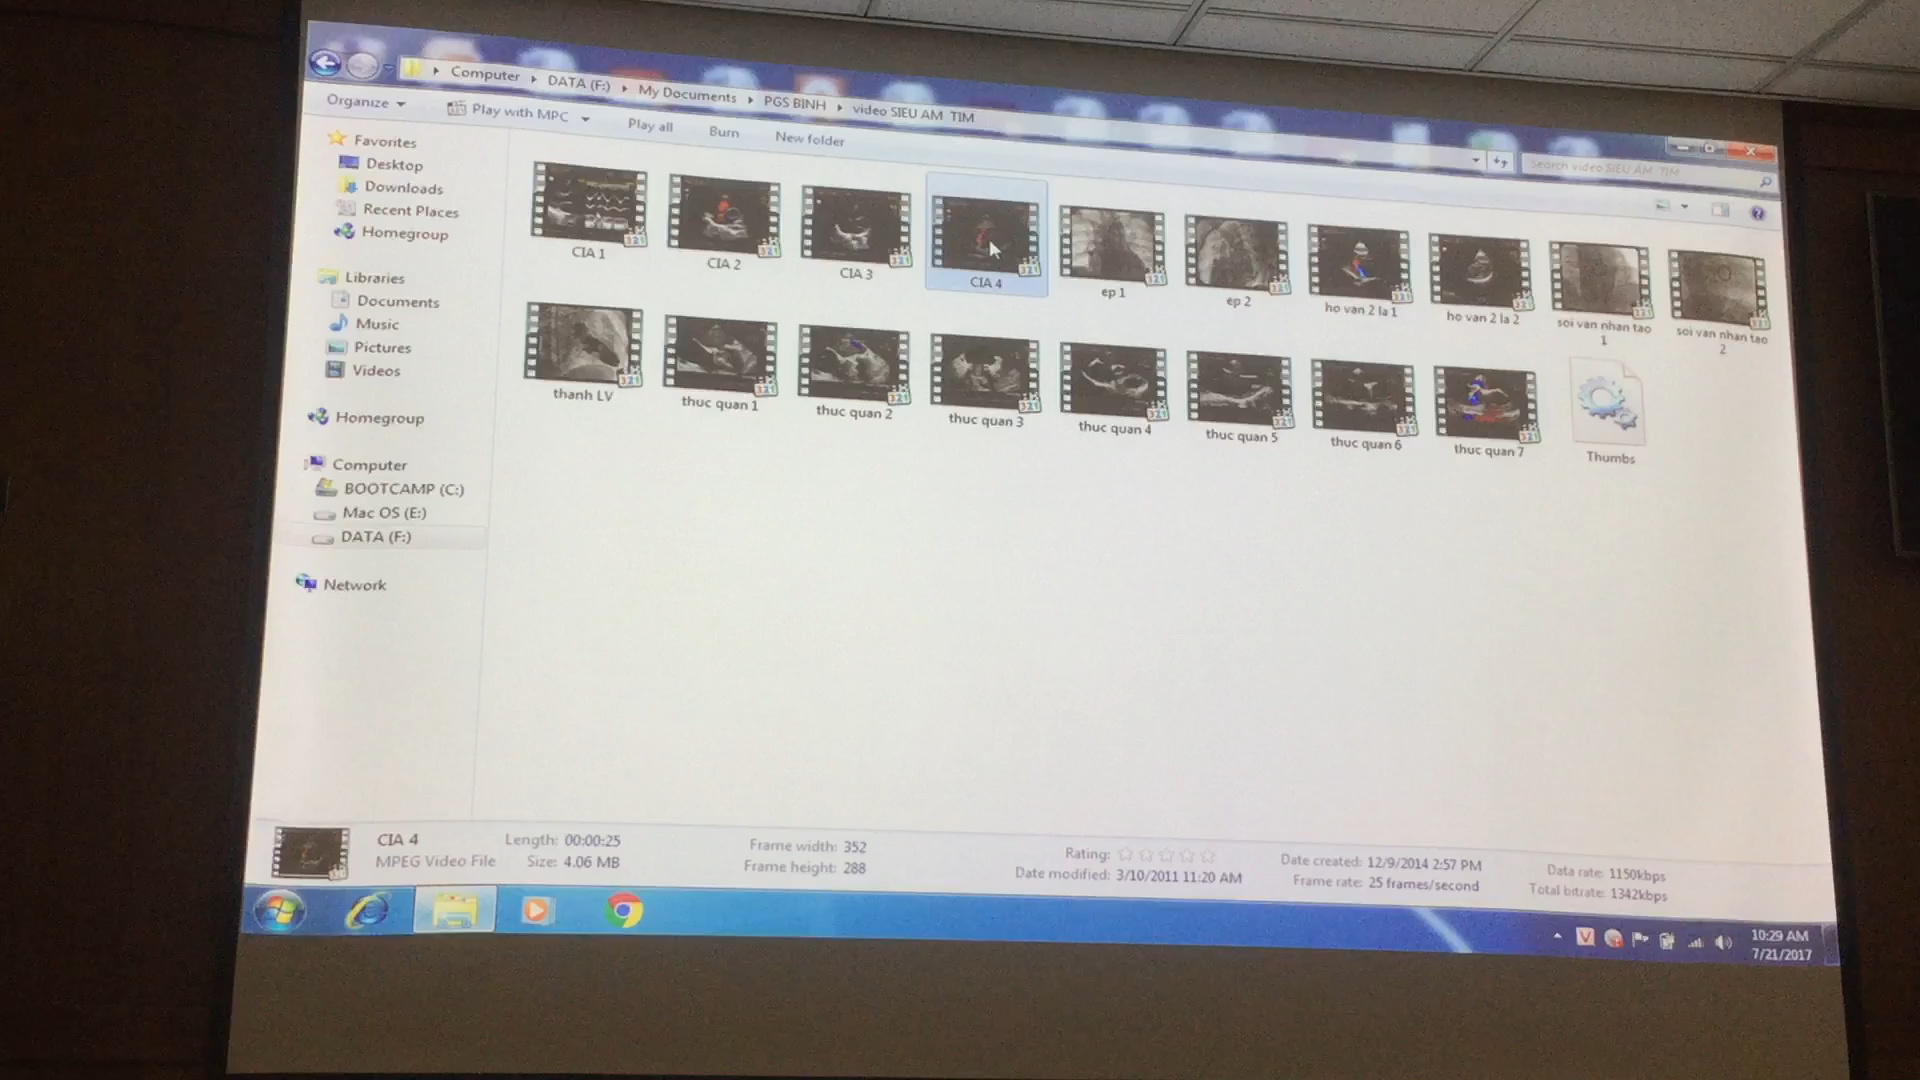 Computer ▸ DATA (F:) ▸ My Documents ▸ PGS BINH ▸ video SIEU AM TIM
Search video SIEU AM TIM
Organize
Play with MPC
Play all
Burn
New folder
Favorites
Desktop
Downloads
Recent Places
Homegroup
Libraries
Documents
Music
Pictures
Videos
Homegroup
Computer
BOOTCAMP (C:)
Mac OS (E:)
DATA (F:)
Network
CIA 1
CIA 2
CIA 3
CIA 4
ep 1
ep 2
ho van 2 la 1
ho van 2 la 2
soi van nhan tao
1
soi van nhan tao
2
thanh LV
thuc quan 1
thuc quan 2
thuc quan 3
thuc quan 4
thuc quan 5
thuc quan 6
thuc quan 7
Thumbs
CIA 4
MPEG Video File
Length: 00:00:25
Size: 4.06 MB
Frame width: 352
Frame height: 288
Rating:
Date modified: 3/10/2011 11:20 AM
Date created: 12/9/2014 2:57 PM
Frame rate: 25 frames/second
Data rate: 1150kbps
Total bitrate: 1342kbps
10:29 AM
7/21/2017